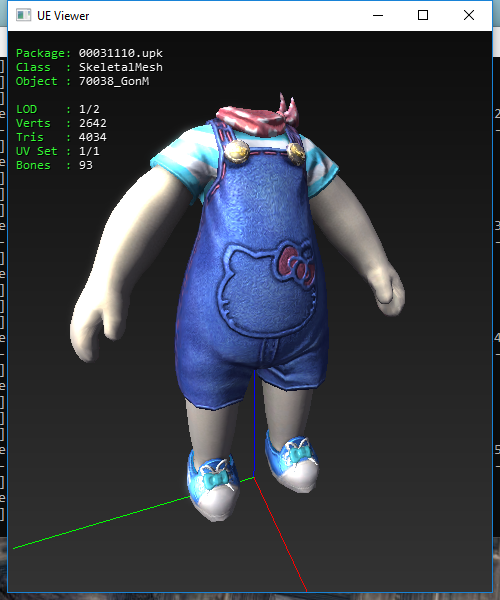 UE Viewer
Package: 00031110.upk
Class : SkeletalMesh
Object : 70038_GonM
LOD : 1/2
Verts : 2642
Tris : 4034
UV Set : 1/1
Bones : 93